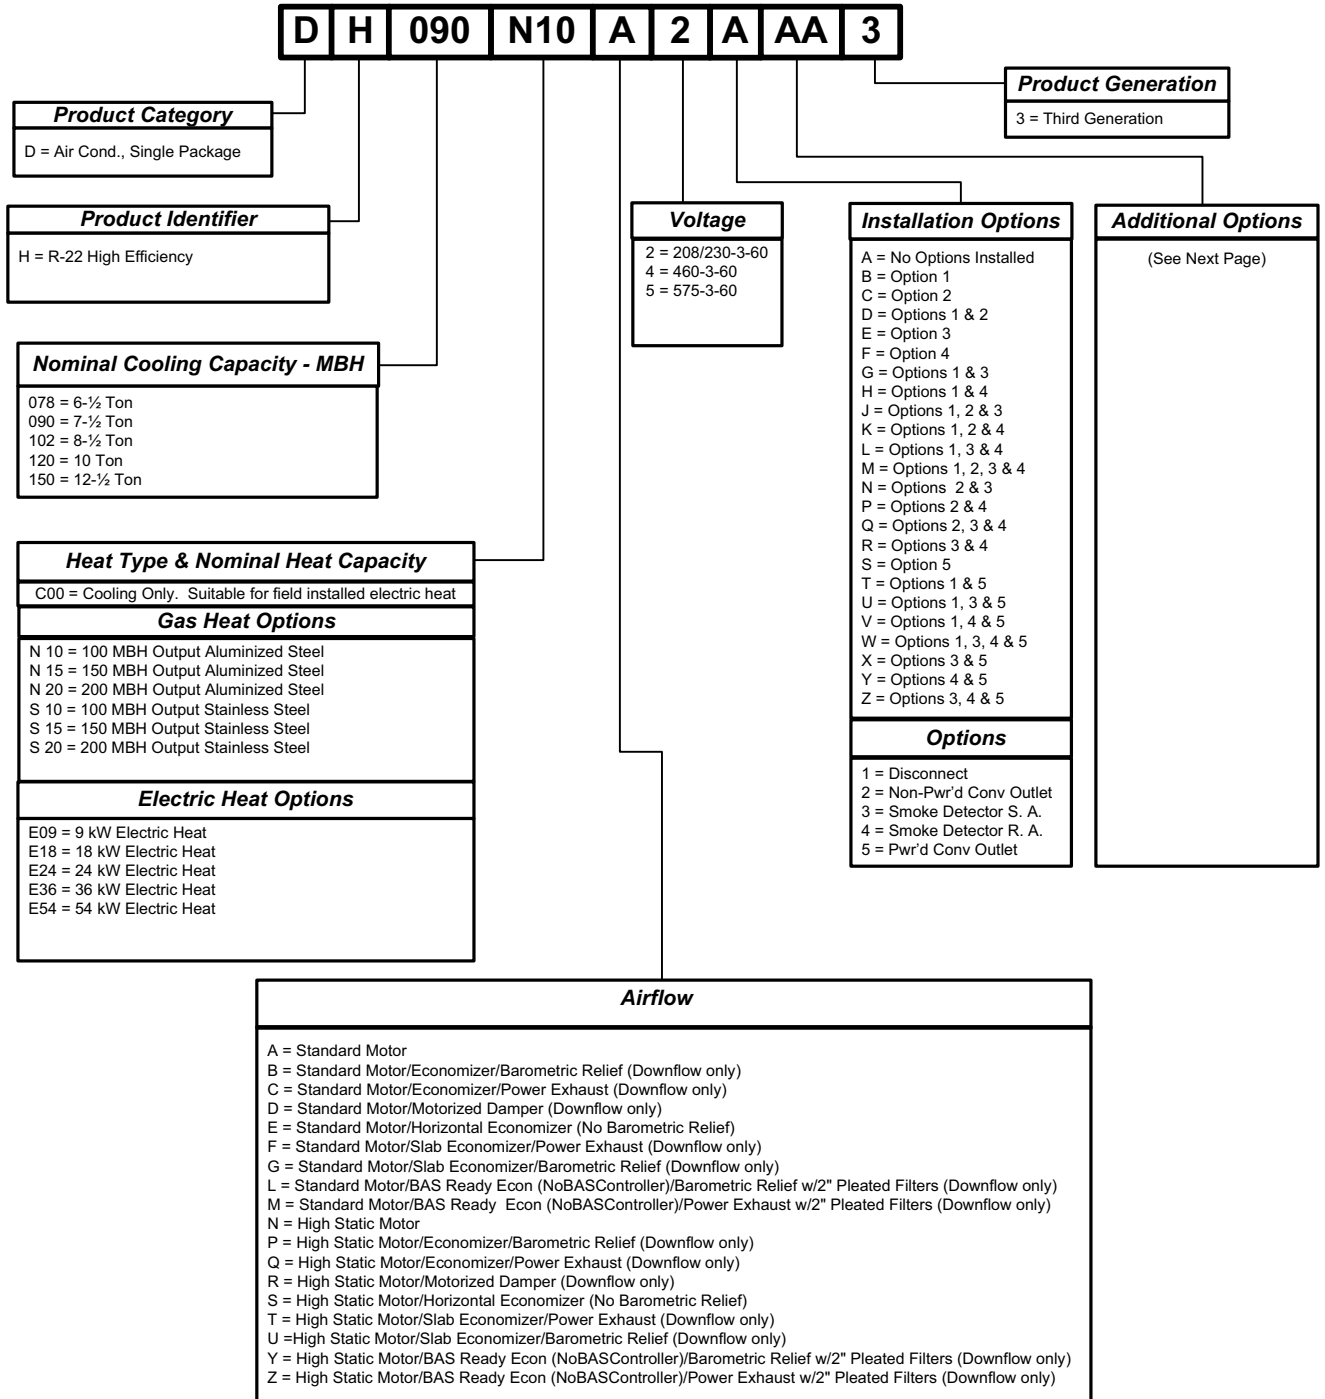 D H 090 N10 A 2 A AA 3
Product Category
D = Air Cond., Single Package
Product Identifier
H = R-22 High Efficiency
Nominal Cooling Capacity - MBH
078 = 6-½ Ton
090 = 7-½ Ton
102 = 8-½ Ton
120 = 10 Ton
150 = 12-½ Ton
Heat Type & Nominal Heat Capacity
C00 = Cooling Only. Suitable for field installed electric heat
Gas Heat Options
N 10 = 100 MBH Output Aluminized Steel
N 15 = 150 MBH Output Aluminized Steel
N 20 = 200 MBH Output Aluminized Steel
S 10 = 100 MBH Output Stainless Steel
S 15 = 150 MBH Output Stainless Steel
S 20 = 200 MBH Output Stainless Steel
Electric Heat Options
E09 = 9 kW Electric Heat
E18 = 18 kW Electric Heat
E24 = 24 kW Electric Heat
E36 = 36 kW Electric Heat
E54 = 54 kW Electric Heat
Airflow
A = Standard Motor
B = Standard Motor/Economizer/Barometric Relief (Downflow only)
C = Standard Motor/Economizer/Power Exhaust (Downflow only)
D = Standard Motor/Motorized Damper (Downflow only)
E = Standard Motor/Horizontal Economizer (No Barometric Relief)
F = Standard Motor/Slab Economizer/Power Exhaust (Downflow only)
G = Standard Motor/Slab Economizer/Barometric Relief (Downflow only)
L = Standard Motor/BAS Ready Econ (NoBASController)/Barometric Relief w/2" Pleated Filters (Downflow only)
M = Standard Motor/BAS Ready Econ (NoBASController)/Power Exhaust w/2" Pleated Filters (Downflow only)
N = High Static Motor
P = High Static Motor/Economizer/Barometric Relief (Downflow only)
Q = High Static Motor/Economizer/Power Exhaust (Downflow only)
R = High Static Motor/Motorized Damper (Downflow only)
S = High Static Motor/Horizontal Economizer (No Barometric Relief)
T = High Static Motor/Slab Economizer/Power Exhaust (Downflow only)
U =High Static Motor/Slab Economizer/Barometric Relief (Downflow only)
Y = High Static Motor/BAS Ready Econ (NoBASController)/Barometric Relief w/2" Pleated Filters (Downflow only)
Z = High Static Motor/BAS Ready Econ (NoBASController)/Power Exhaust w/2" Pleated Filters (Downflow only)
Voltage
2 = 208/230-3-60
4 = 460-3-60
5 = 575-3-60
Installation Options
A = No Options Installed
B = Option 1
C = Option 2
D = Options 1 & 2
E = Option 3
F = Option 4
G = Options 1 & 3
H = Options 1 & 4
J = Options 1, 2 & 3
K = Options 1, 2 & 4
L = Options 1, 3 & 4
M = Options 1, 2, 3 & 4
N = Options 2 & 3
P = Options 2 & 4
Q = Options 2, 3 & 4
R = Options 3 & 4
S = Option 5
T = Options 1 & 5
U = Options 1, 3 & 5
V = Options 1, 4 & 5
W = Options 1, 3, 4 & 5
X = Options 3 & 5
Y = Options 4 & 5
Z = Options 3, 4 & 5
Options
1 = Disconnect
2 = Non-Pwr'd Conv Outlet
3 = Smoke Detector S. A.
4 = Smoke Detector R. A.
5 = Pwr'd Conv Outlet
Additional Options
(See Next Page)
Product Generation
3 = Third Generation